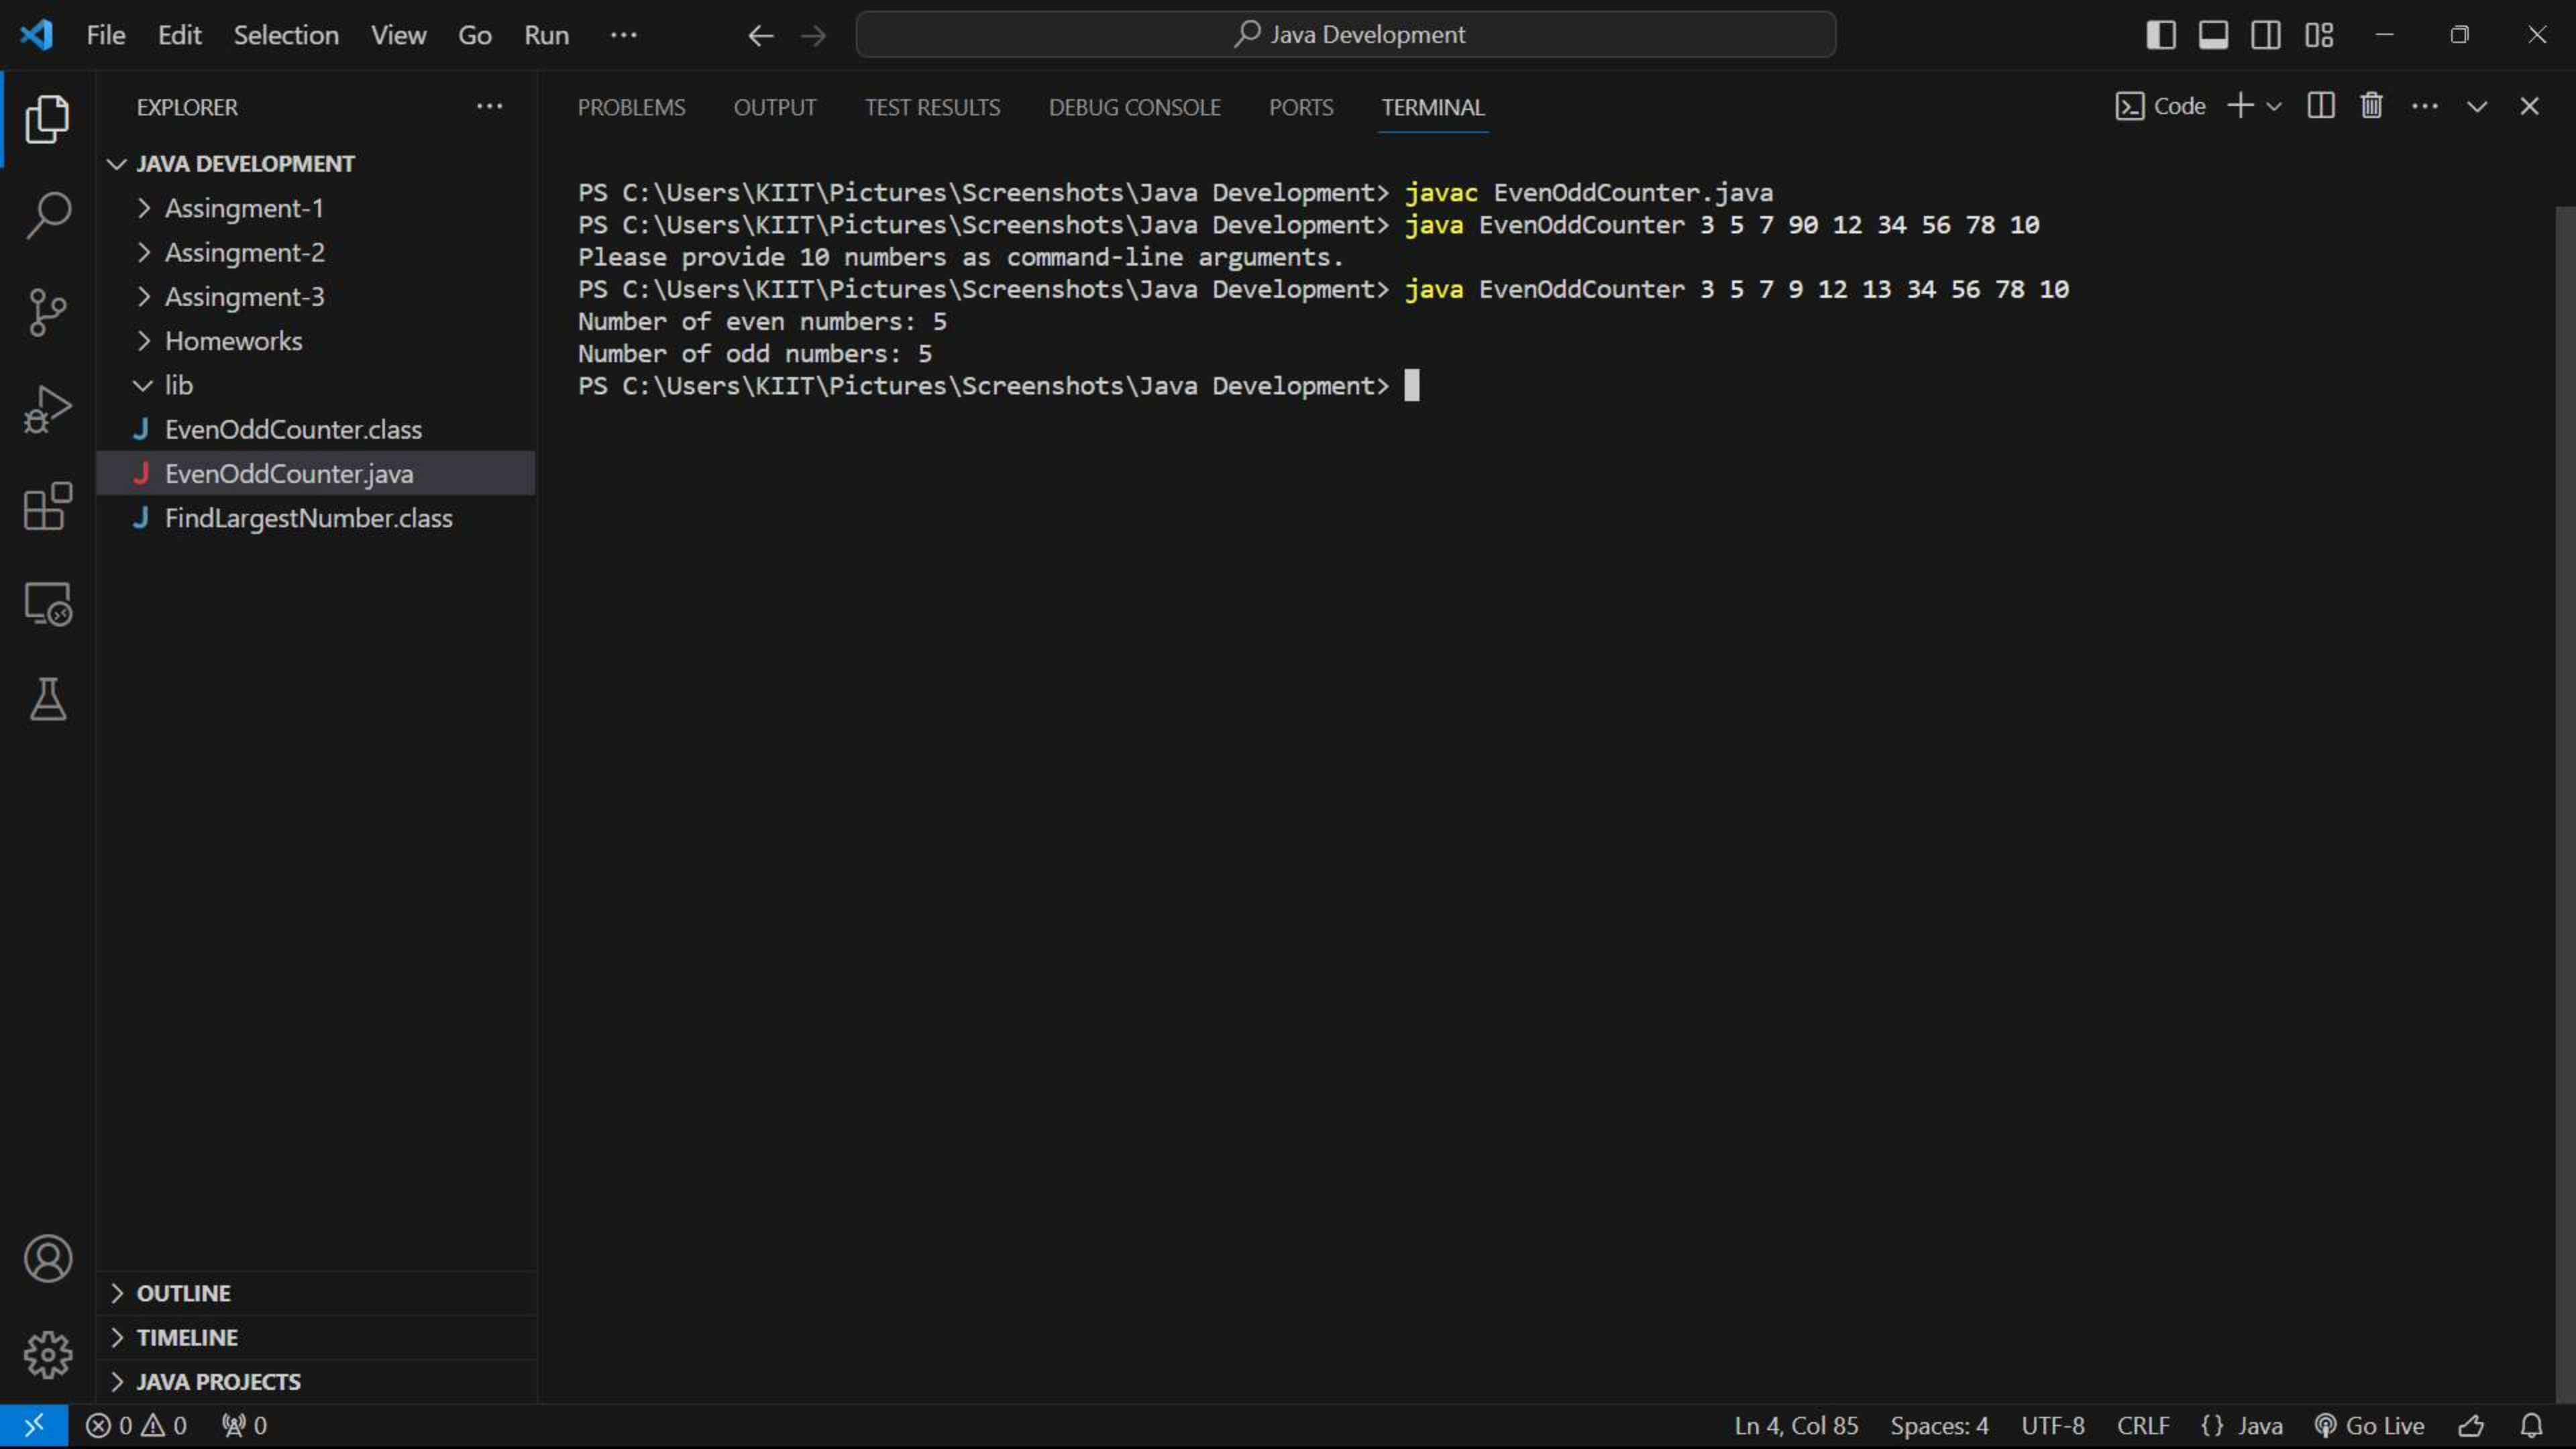 File Edit Selection View Go Run ··· Java Development
EXPLORER ···
JAVA DEVELOPMENT
Assingment-1
Assingment-2
Assingment-3
Homeworks
lib
J EvenOddCounter.class
J EvenOddCounter.java
J FindLargestNumber.class
OUTLINE
TIMELINE
JAVA PROJECTS
PROBLEMS OUTPUT TEST RESULTS DEBUG CONSOLE PORTS TERMINAL Code
PS C:\Users\KIIT\Pictures\Screenshots\Java Development> javac EvenOddCounter.java
PS C:\Users\KIIT\Pictures\Screenshots\Java Development> java EvenOddCounter 3 5 7 90 12 34 56 78 10
Please provide 10 numbers as command-line arguments.
PS C:\Users\KIIT\Pictures\Screenshots\Java Development> java EvenOddCounter 3 5 7 9 12 13 34 56 78 10
Number of even numbers: 5
Number of odd numbers: 5
PS C:\Users\KIIT\Pictures\Screenshots\Java Development>
0 0 0 Ln 4, Col 85 Spaces: 4 UTF-8 CRLF {} Java Go Live